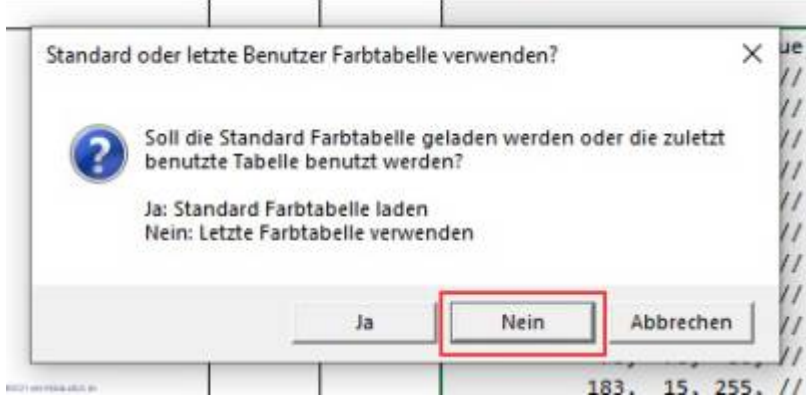 Standard oder letzte Benutzer Farbtabelle verwenden?
ue
//
//
Soll die Standard Farbtabelle geladen werden oder die zuletzt
//
benutzte Tabelle benutzt werden?
//
Ja: Standard Farbtabelle laden
//
Nein: Letzte Farbtabelle verwenden
//
//
//
Ja
Nein
Abbrechen
//
//
183, 15, 255, //